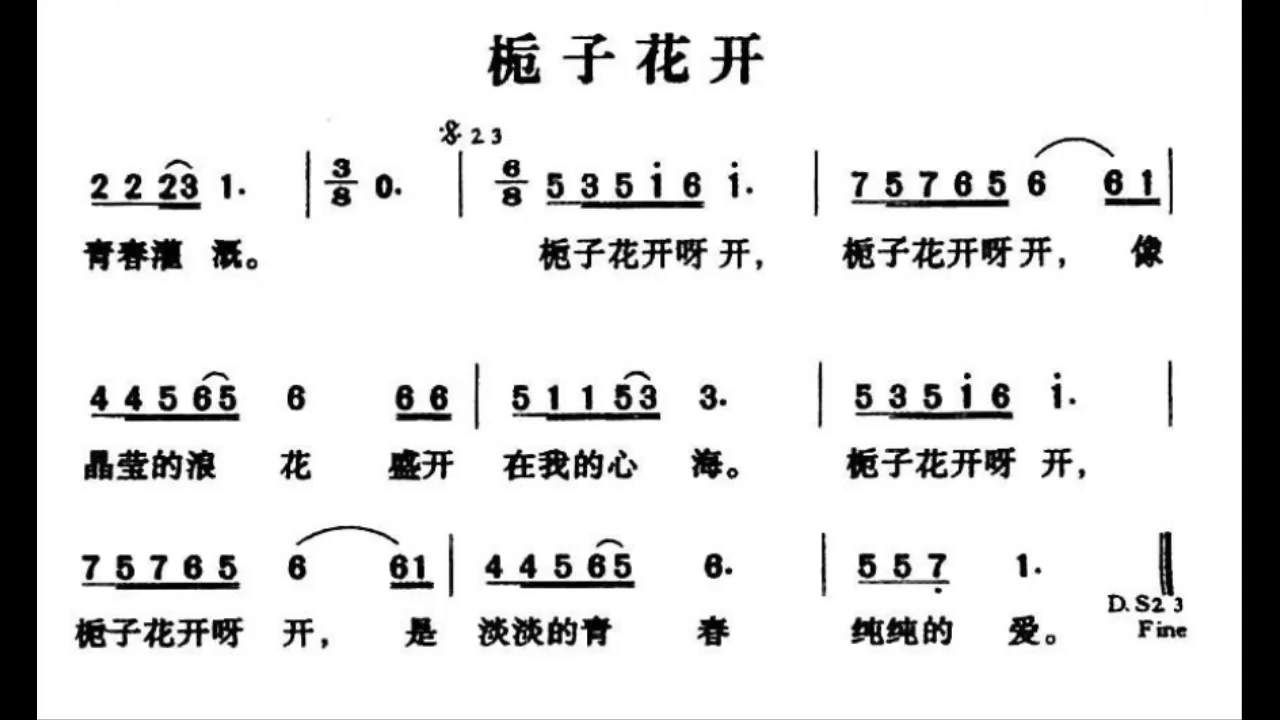 栀子花开
𝄋 2 3
2 2 2 3 1· | 3/8 0· | 6/8 5 3 5 i 6 i· | 7 5 7 6 5 6 6 1 |
青春灌 溉。 栀子花开呀 开， 栀子花开呀 开， 像
4 4 5 6 5 6 6 6 | 5 1 1 5 3 3· | 5 3 5 i 6 i· |
晶莹的浪 花 盛开 在我的心 海。 栀子花开呀 开，
7 5 7 6 5 6 6 1 | 4 4 5 6 5 6· | 5 5 7̣ 1· ‖
栀子花开呀 开， 是 淡淡的青 春 纯纯的 爱。
D.S 2 3
Fine